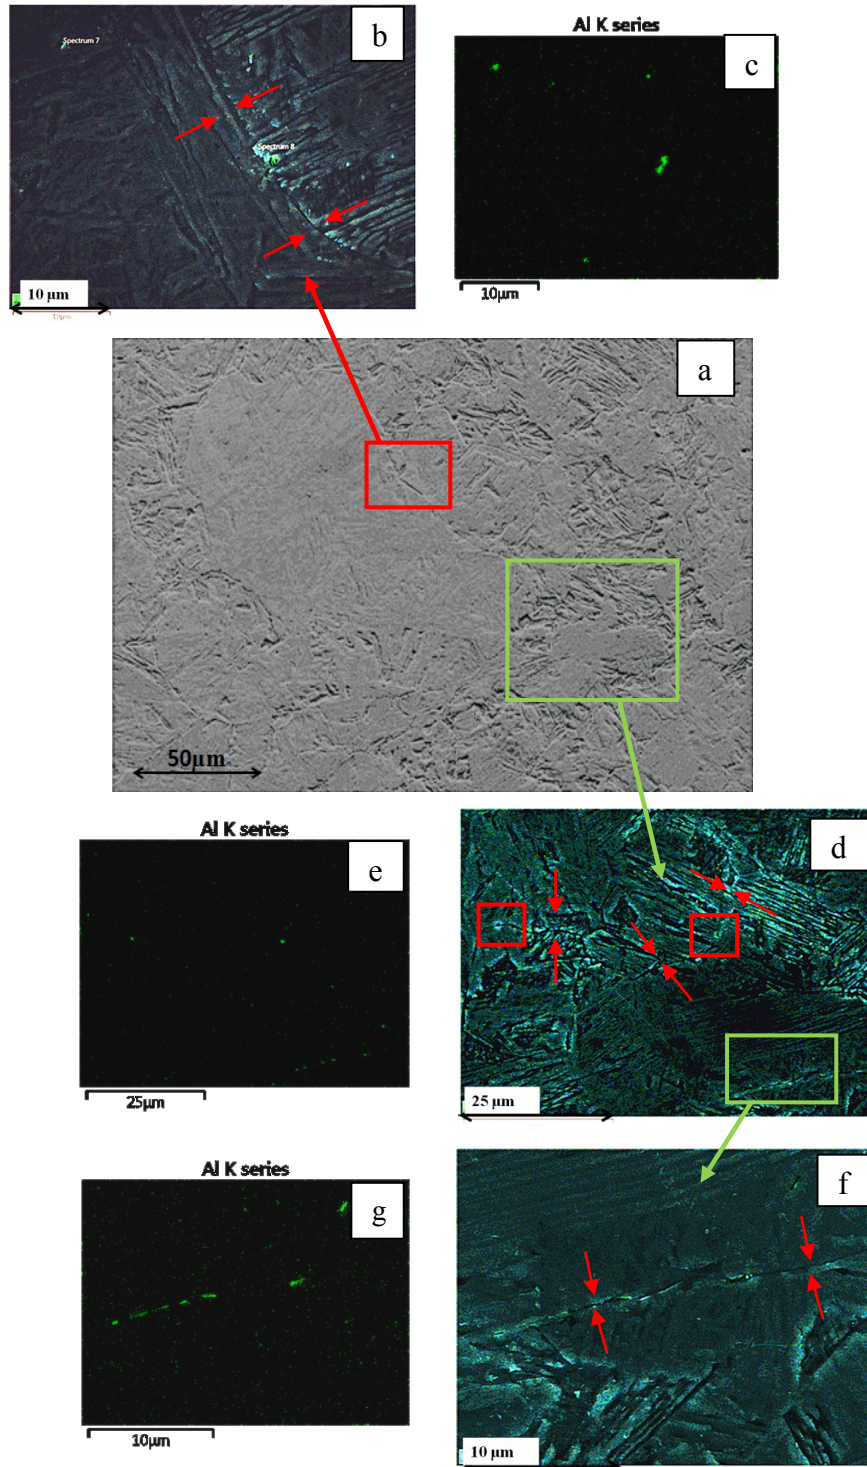 b
Spectrum 7
Spectrum 8
10 µm
10µm
Al K series
c
10µm
a
50µm
Al K series
e
25µm
d
25 µm
Al K series
g
10µm
f
10 µm